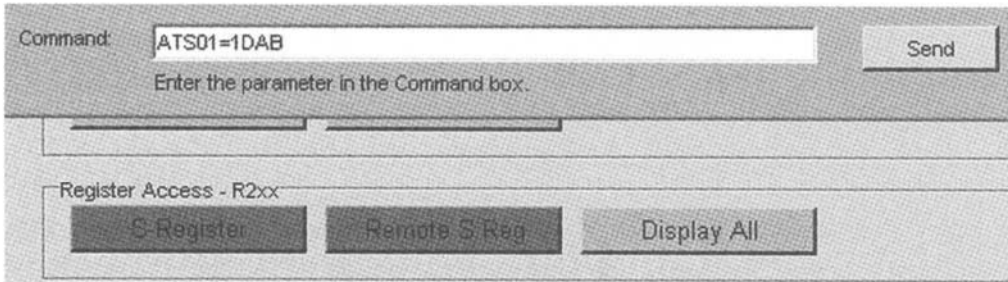 Command: ATS01=1DAB Send
Enter the parameter in the Command box.
Register Access - R2xx
S-Register Remote S Reg Display All